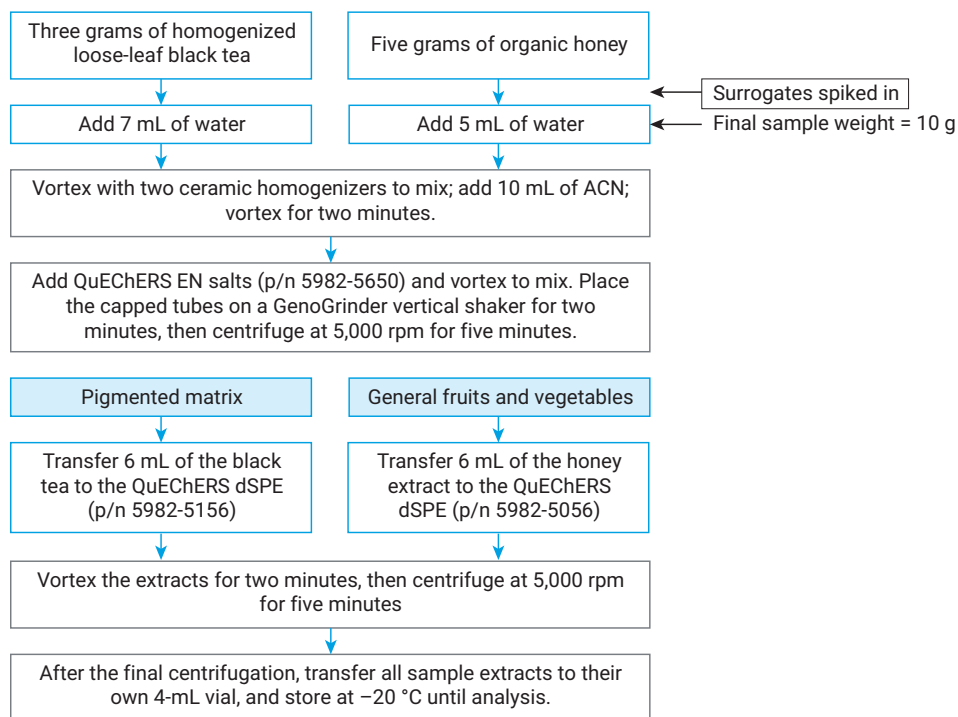 Three grams of homogenized
loose-leaf black tea
Five grams of organic honey
Surrogates spiked in
Add 7 mL of water
Add 5 mL of water
Final sample weight = 10 g
Vortex with two ceramic homogenizers to mix; add 10 mL of ACN;
vortex for two minutes.
Add QuEChERS EN salts (p/n 5982-5650) and vortex to mix. Place
the capped tubes on a GenoGrinder vertical shaker for two
minutes, then centrifuge at 5,000 rpm for five minutes.
Pigmented matrix
General fruits and vegetables
Transfer 6 mL of the black
tea to the QuEChERS dSPE
(p/n 5982-5156)
Transfer 6 mL of the honey
extract to the QuEChERS
dSPE (p/n 5982-5056)
Vortex the extracts for two minutes, then centrifuge at 5,000 rpm
for five minutes
After the final centrifugation, transfer all sample extracts to their
own 4-mL vial, and store at –20 °C until analysis.